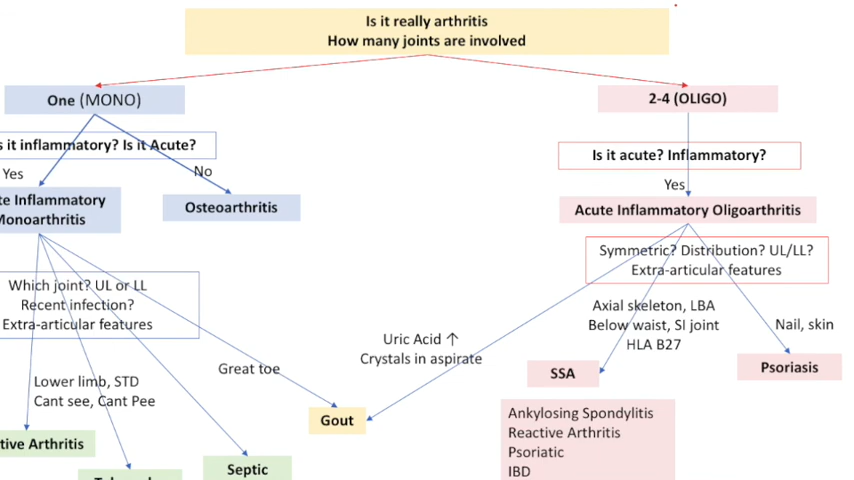 Is it really arthritis
How many joints are involved
One (MONO)
2-4 (OLIGO)
s it inflammatory? Is it Acute?
Is it acute? Inflammatory?
Yes
No
Yes
te Inflammatory
Monoarthritis
Osteoarthritis
Acute Inflammatory Oligoarthritis
Symmetric? Distribution? UL/LL?
Extra-articular features
Which joint? UL or LL
Recent infection?
Extra-articular features
Axial skeleton, LBA
Below waist, SI joint
HLA B27
Nail, skin
Uric Acid ↑
Crystals in aspirate
Great toe
SSA
Psoriasis
Lower limb, STD
Cant see, Cant Pee
Gout
Ankylosing Spondylitis
Reactive Arthritis
Psoriatic
IBD
tive Arthritis
Septic